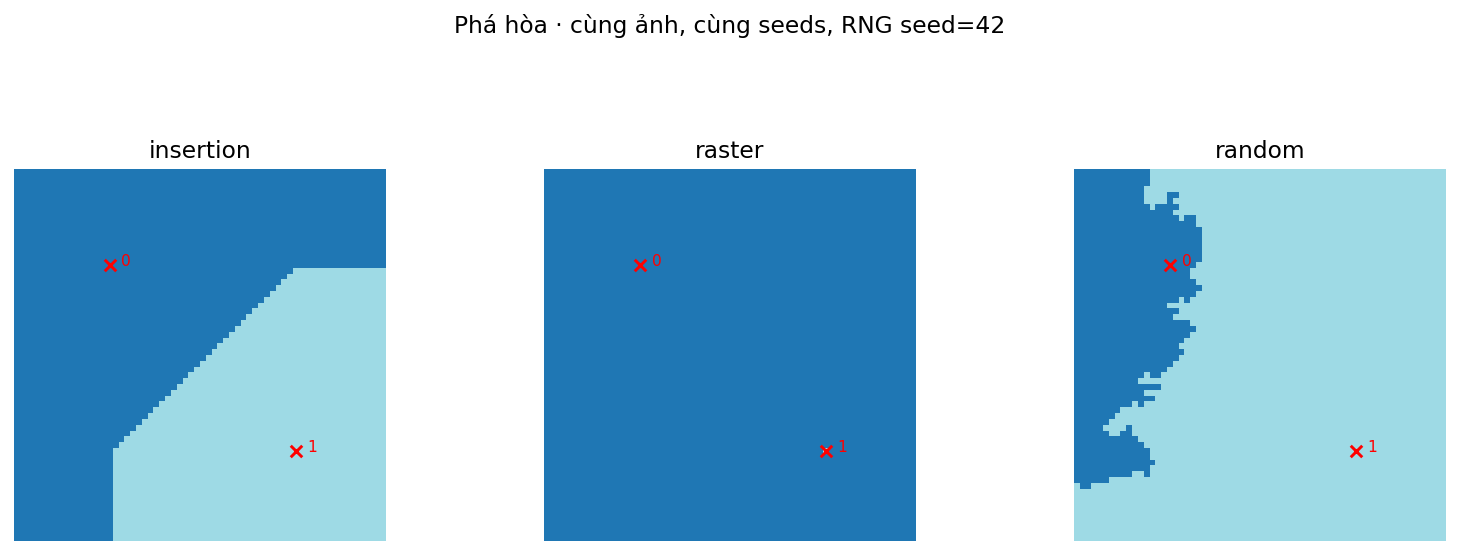 Phá hòa · cùng ảnh, cùng seeds, RNG seed=42
insertion
raster
random
0
1
0
1
0
1